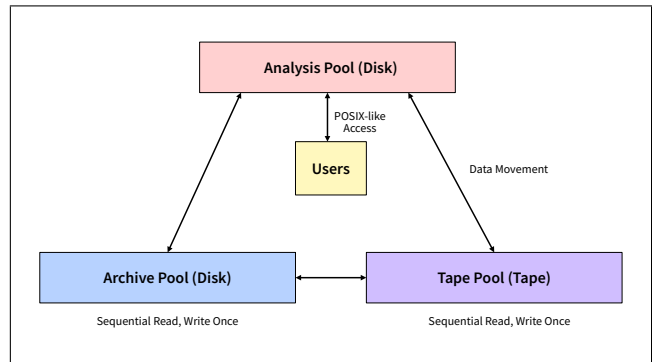 Analysis Pool (Disk)
POSIX-like
Access
Users
Data Movement
Archive Pool (Disk)
Tape Pool (Tape)
Sequential Read, Write Once
Sequential Read, Write Once